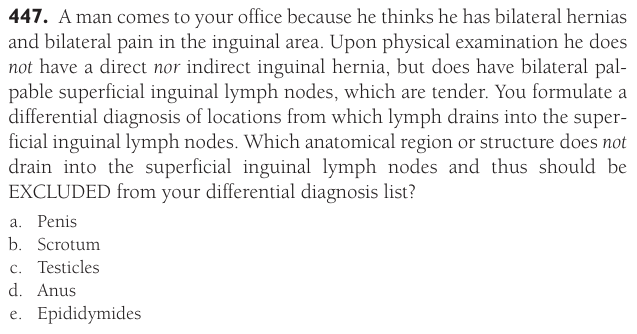 447. A man comes to your office because he thinks he has bilateral hernias
and bilateral pain in the inguinal area. Upon physical examination he does
not have a direct nor indirect inguinal hernia, but does have bilateral pal-
pable superficial inguinal lymph nodes, which are tender. You formulate a
differential diagnosis of locations from which lymph drains into the super-
ficial inguinal lymph nodes. Which anatomical region or structure does not
drain into the superficial inguinal lymph nodes and thus should be
EXCLUDED from your differential diagnosis list?
a. Penis
b. Scrotum
c. Testicles
d. Anus
e. Epididymides